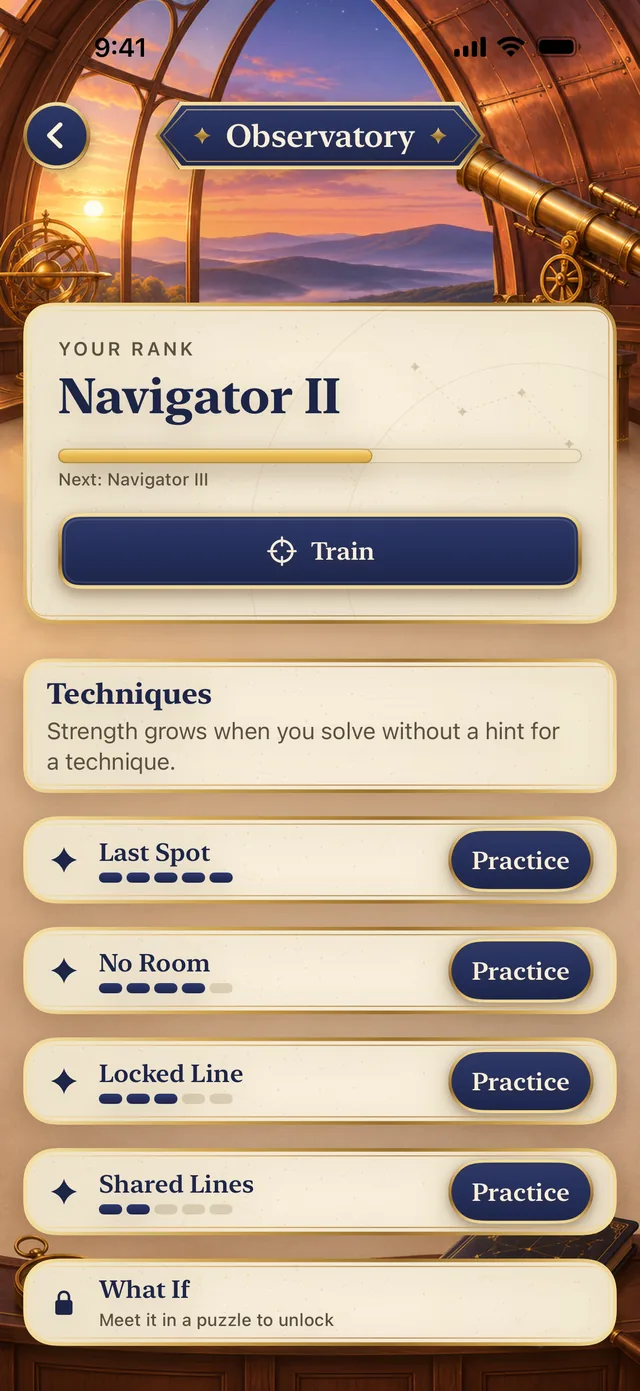 9:41
Observatory
YOUR RANK
Navigator II
Next: Navigator III
Train
Techniques
Strength grows when you solve without a hint for
a technique.
Last Spot
Practice
No Room
Practice
Locked Line
Practice
Shared Lines
Practice
What If
Meet it in a puzzle to unlock